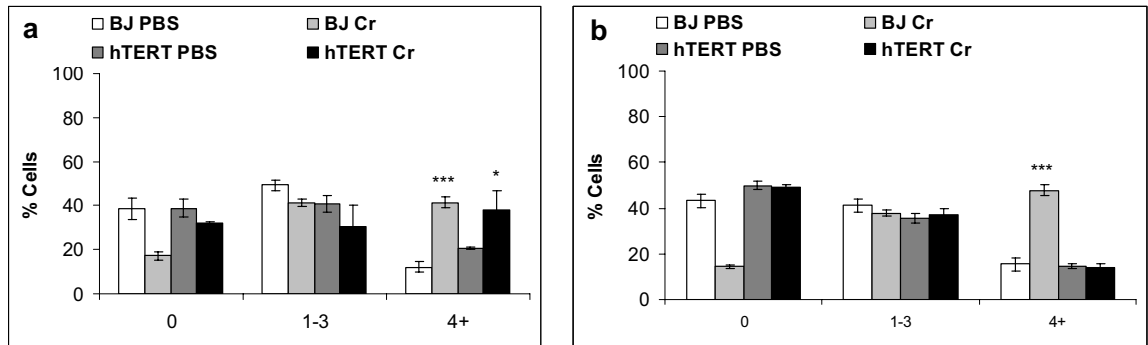 a
BJ PBS
BJ Cr
hTERT PBS
hTERT Cr
100
80
60
40
20
0
% Cells
***
*
0
1-3
4+
b
BJ PBS
BJ Cr
hTERT PBS
hTERT Cr
100
80
60
40
20
0
% Cells
***
0
1-3
4+